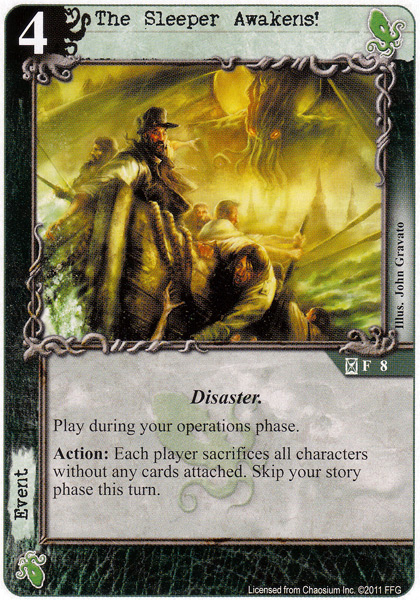 4 The Sleeper Awakens!
Illus. John Gravato
F 8
Disaster.
Play during your operations phase.
Action: Each player sacrifices all characters
without any cards attached. Skip your story
phase this turn.
Event
Licensed from Chaosium Inc. ©2011 FFG